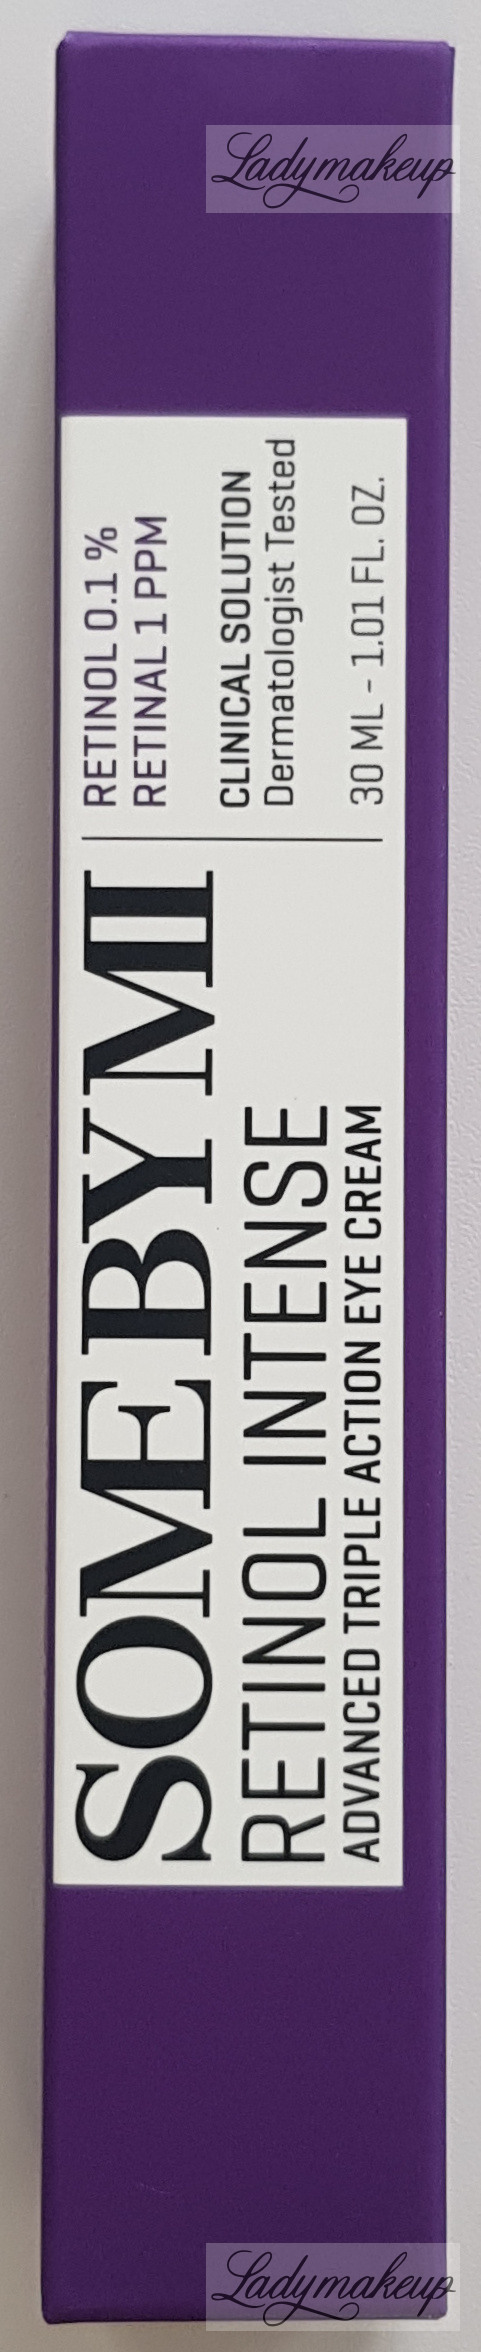 Ladymakeup
SOMEBYMI
RETINOL INTENSE
ADVANCED TRIPLE ACTION EYE CREAM
RETINOL 0.1 %
RETINAL 1 PPM
CLINICAL SOLUTION
Dermatologist Tested
30 ML - 1.01 FL. OZ.
Ladymakeup